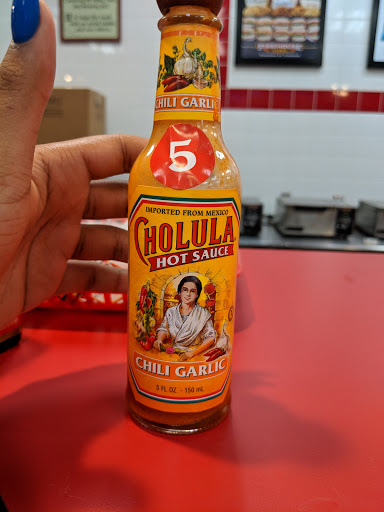 CHILI GARLIC
5
IMPORTED FROM MEXICO
CHOLULA
HOT SAUCE
CHILI GARLIC
5 FL OZ. - 150 mL